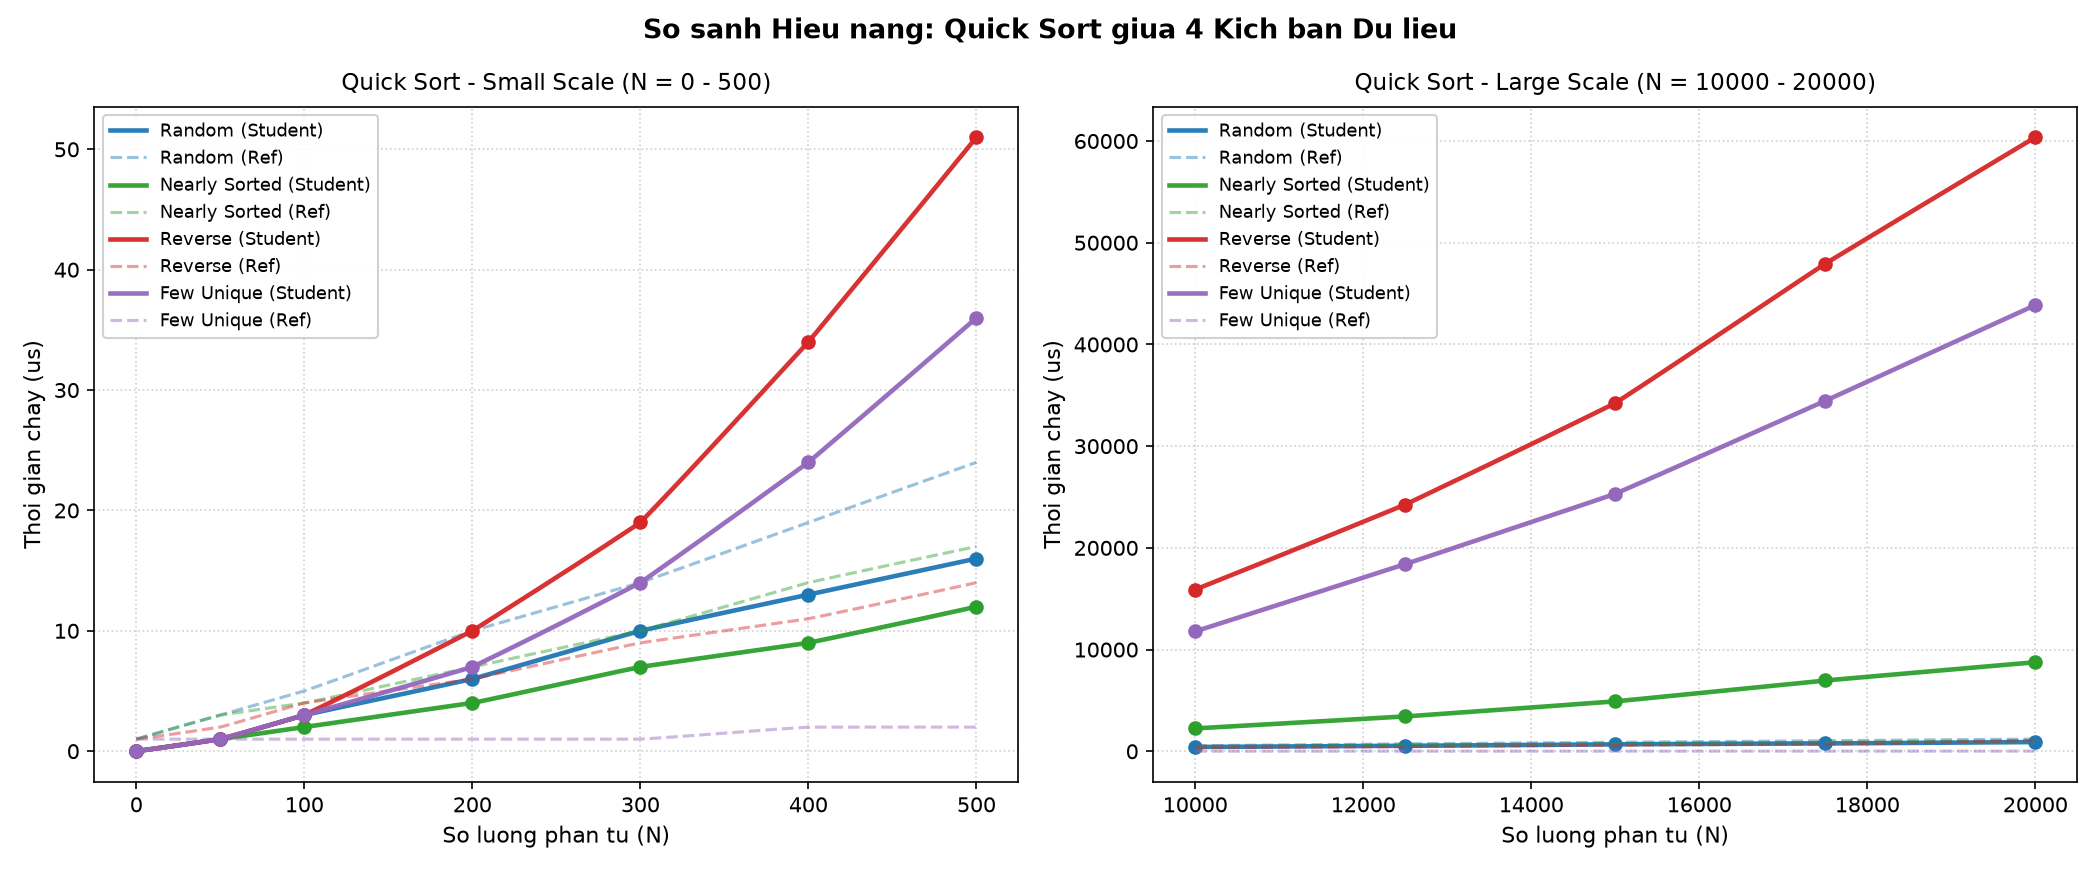 So sanh Hieu nang: Quick Sort giua 4 Kich ban Du lieu
Quick Sort - Small Scale (N = 0 - 500)
Random (Student)
Random (Ref)
Nearly Sorted (Student)
Nearly Sorted (Ref)
Reverse (Student)
Reverse (Ref)
Few Unique (Student)
Few Unique (Ref)
Thoi gian chay (us)
50
40
30
20
10
0
0
100
200
300
400
500
So luong phan tu (N)
Quick Sort - Large Scale (N = 10000 - 20000)
Random (Student)
Random (Ref)
Nearly Sorted (Student)
Nearly Sorted (Ref)
Reverse (Student)
Reverse (Ref)
Few Unique (Student)
Few Unique (Ref)
Thoi gian chay (us)
60000
50000
40000
30000
20000
10000
0
10000
12000
14000
16000
18000
20000
So luong phan tu (N)